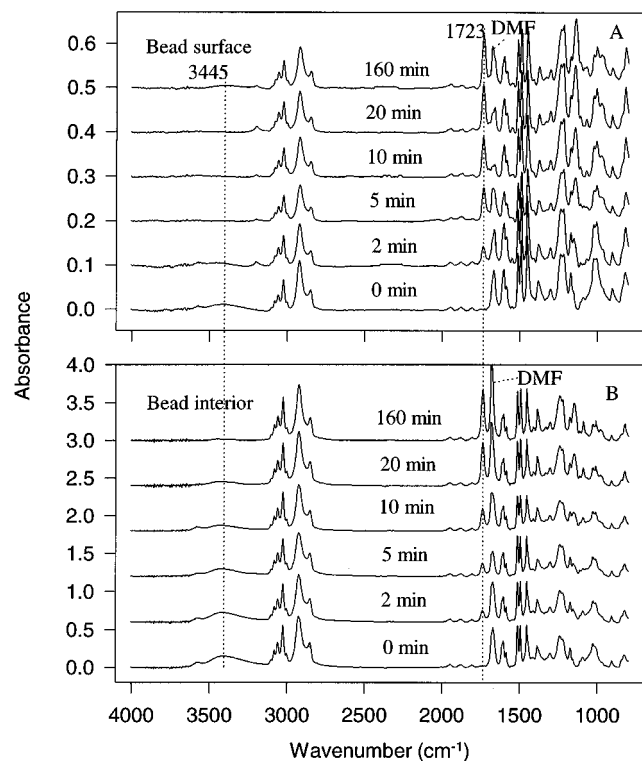 1723
DMF
A
0.6
Bead surface
3445
160 min
0.5
20 min
0.4
10 min
0.3
5 min
0.2
2 min
0.1
0 min
0.0
Absorbance
4.0
DMF
B
3.5
Bead interior
160 min
3.0
20 min
2.5
10 min
2.0
5 min
1.5
1.0
2 min
0.5
0 min
0.0
4000 3500 3000 2500 2000 1500 1000
Wavenumber (cm⁻¹)